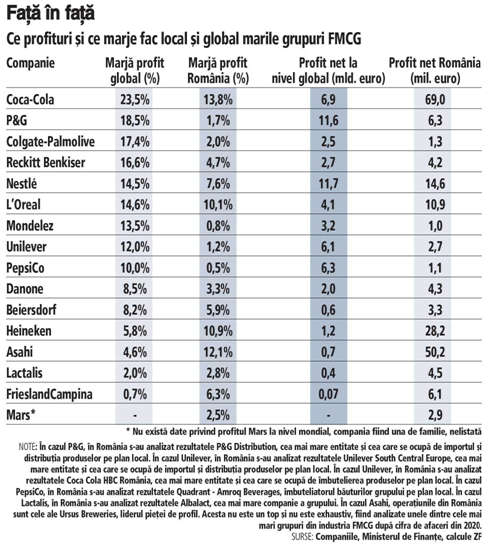 Față în față
Ce profituri și ce marje fac local și global marile grupuri FMCG
Companie Marjă profit global (%) Marjă profit România (%) Profit net la nivel global (mld. euro) Profit net România (mil. euro)
Coca-Cola 23,5% 13,8% 6,9 69,0
P&G 18,5% 1,7% 11,6 6,3
Colgate-Palmolive 17,4% 2,0% 2,5 1,3
Reckitt Benkiser 16,6% 4,7% 2,7 4,2
Nestlé 14,5% 7,6% 11,7 14,6
L'Oreal 14,6% 10,1% 4,1 10,9
Mondelez 13,5% 0,8% 3,2 1,0
Unilever 12,0% 1,2% 6,1 2,7
PepsiCo 10,0% 0,5% 6,3 1,1
Danone 8,5% 3,3% 2,0 4,3
Beiersdorf 8,2% 5,9% 0,6 3,3
Heineken 5,8% 10,9% 1,2 28,2
Asahi 4,6% 12,1% 0,7 50,2
Lactalis 2,0% 2,8% 0,4 4,5
FrieslandCampina 0,7% 6,3% 0,07 6,1
Mars* - 2,5% - 2,9
* Nu există date privind profitul Mars la nivel mondial, compania fiind una de familie, nelistată
NOTE: În cazul P&G, în România s-au analizat rezultatele P&G Distribution, cea mai mare entitate și cea care se ocupă de importul și
distribuția produselor pe plan local. În cazul Unilever, în România s-au analizat rezultatele Unilever South Central Europe, cea mai
mare entitate și cea care se ocupă de importul și distribuția produselor pe plan local. În cazul Unilever, în România s-au analizat
rezultatele Coca Cola HBC România, cea care se ocupă de îmbutelierea produselor pe plan local. În cazul
PepsiCo, în România s-au analizat rezultatele Quadrant - Amroq Beverages, îmbuteliatorul băuturilor grupului pe plan local. În cazul
Lactalis, în România s-au analizat rezultatele Albalact, cea mai mare companie a grupului. În cazul Asahi, operațiunile din România
sunt cele ale Ursus Breweries, liderul pieței de profil. Acesta nu este un top și nu este exhaustiv, fiind analizate unele dintre cele mai
mari grupuri din industria FMCG după cifra de afaceri din 2020.
SURSE: Companiile, Ministerul de Finanțe, calcule ZF